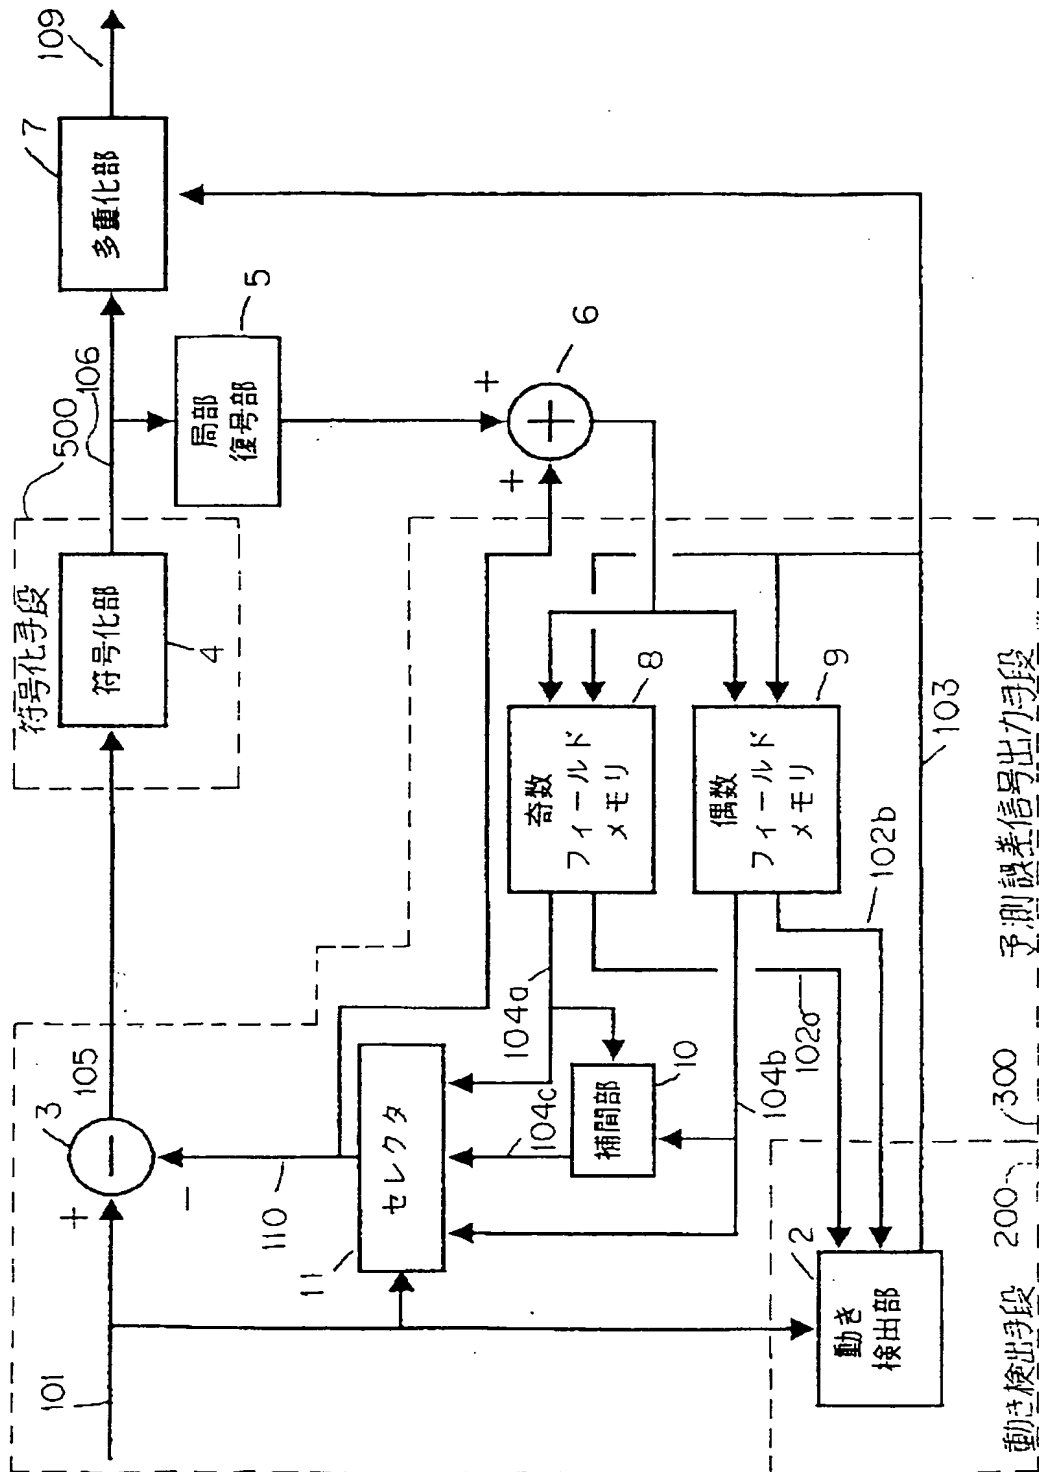 101
+
3
105
−
110
符号化手段
符号化部
4
500
106
多重化部
7
109
局部
復号部
5
+
+
6
11
セレクタ
104c
104a
補間部
10
奇数
フィールド
メモリ
8
偶数
フィールド
メモリ
9
104b
102a
102b
103
動き
検出部
2
動き検出手段
200
300
予測誤差信号出力手段